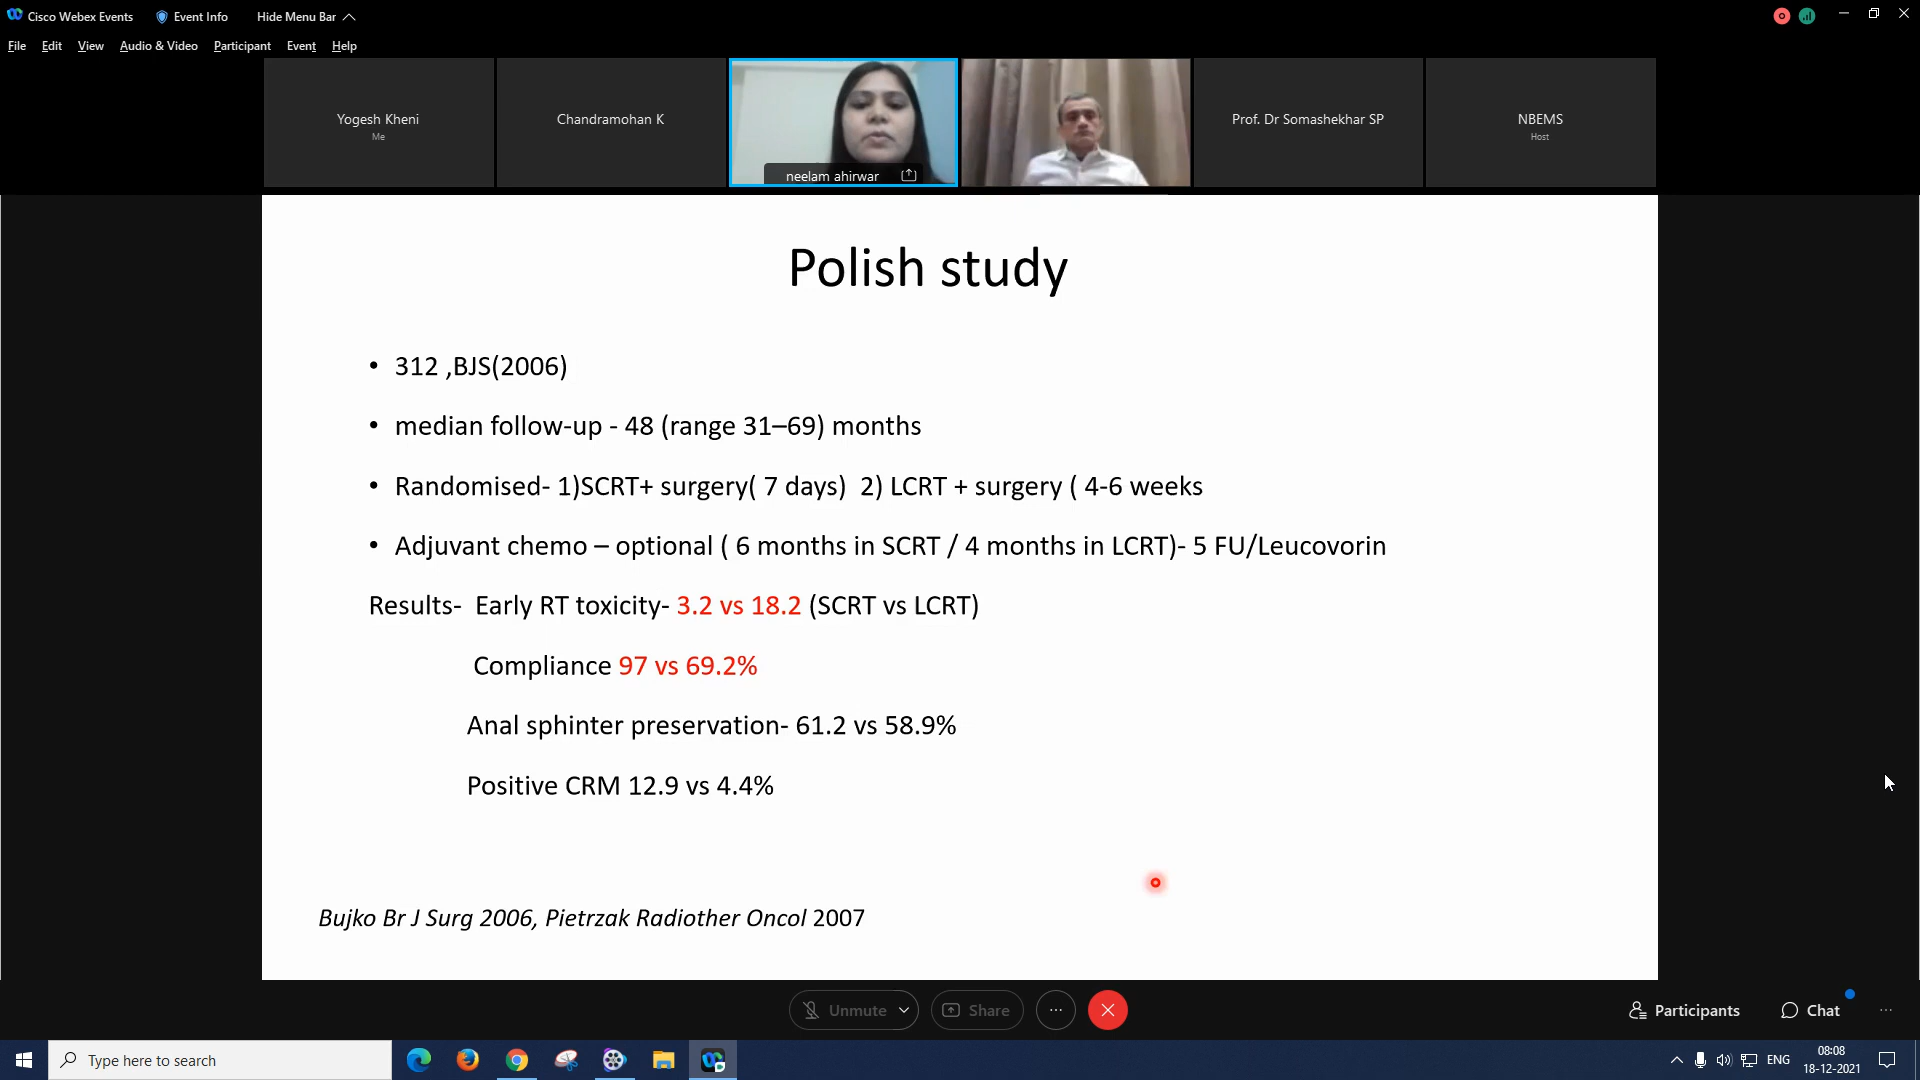 Cisco Webex Events
Event Info
Hide Menu Bar
File Edit View Audio & Video Participant Event Help
Yogesh Kheni
Me
Chandramohan K
neelam ahirwar
Prof. Dr Somashekhar SP
NBEMS
Host
Polish study
• 312 ,BJS(2006)
• median follow-up - 48 (range 31–69) months
• Randomised- 1)SCRT+ surgery( 7 days) 2) LCRT + surgery ( 4-6 weeks
• Adjuvant chemo – optional ( 6 months in SCRT / 4 months in LCRT)- 5 FU/Leucovorin
Results- Early RT toxicity- 3.2 vs 18.2 (SCRT vs LCRT)
Compliance 97 vs 69.2%
Anal sphinter preservation- 61.2 vs 58.9%
Positive CRM 12.9 vs 4.4%
Bujko Br J Surg 2006, Pietrzak Radiother Oncol 2007
Unmute
Share
Participants
Chat
Type here to search
ENG
08:08
18-12-2021